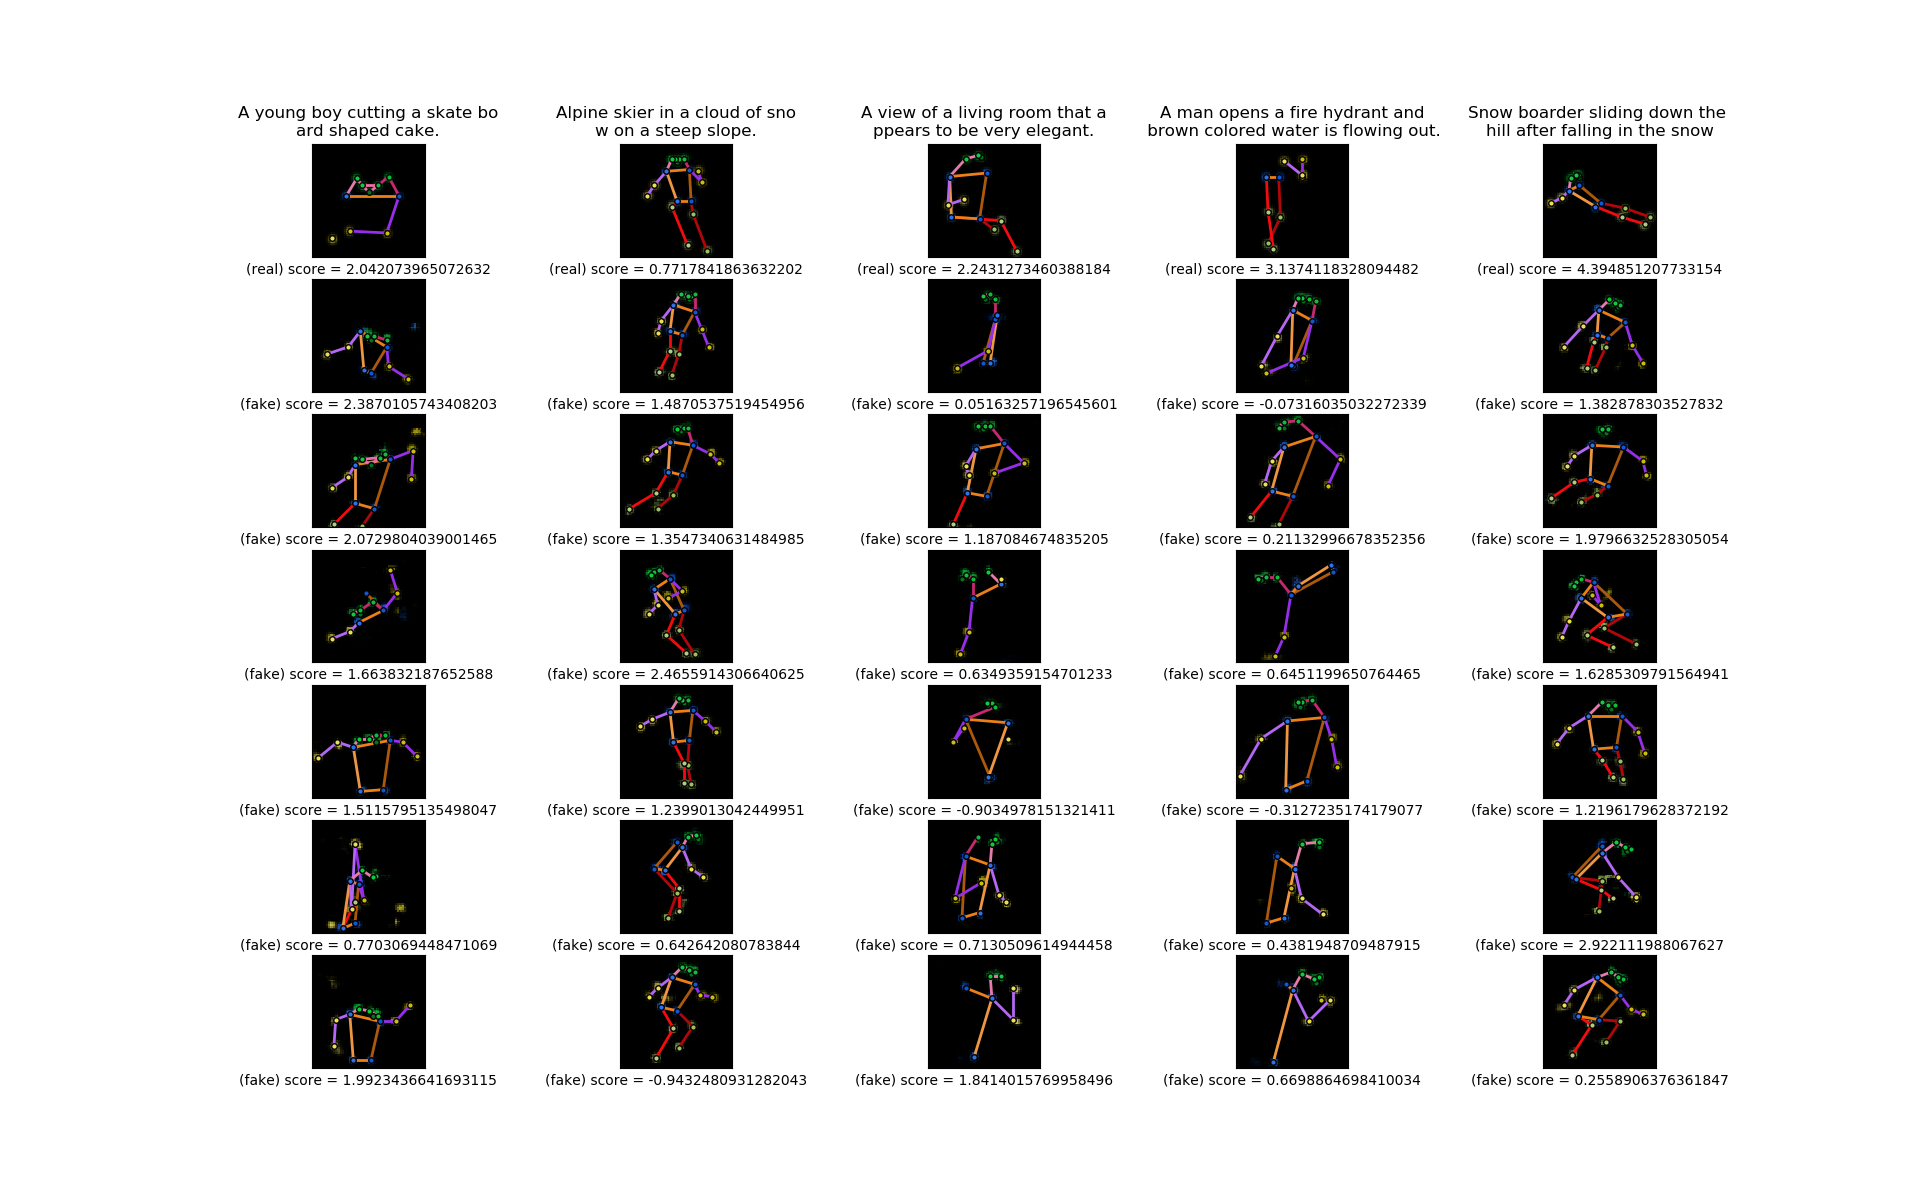 A young boy cutting a skate bo
ard shaped cake.
Alpine skier in a cloud of sno
w on a steep slope.
A view of a living room that a
ppears to be very elegant.
A man opens a fire hydrant and
brown colored water is flowing out.
Snow boarder sliding down the
hill after falling in the snow
(real) score = 2.042073965072632
(real) score = 0.7717841863632202
(real) score = 2.2431273460388184
(real) score = 3.1374118328094482
(real) score = 4.394851207733154
(fake) score = 2.3870105743408203
(fake) score = 1.4870537519454956
(fake) score = 0.05163257196545601
(fake) score = -0.07316035032272339
(fake) score = 1.382878303527832
(fake) score = 2.0729804039001465
(fake) score = 1.3547340631484985
(fake) score = 1.187084674835205
(fake) score = 0.21132996678352356
(fake) score = 1.9796632528305054
(fake) score = 1.663832187652588
(fake) score = 2.4655914306640625
(fake) score = 0.6349359154701233
(fake) score = 0.6451199650764465
(fake) score = 1.6285309791564941
(fake) score = 1.5115795135498047
(fake) score = 1.2399013042449951
(fake) score = -0.9034978151321411
(fake) score = -0.3127235174179077
(fake) score = 1.2196179628372192
(fake) score = 0.7703069448471069
(fake) score = 0.642642080783844
(fake) score = 0.7130509614944458
(fake) score = 0.4381948709487915
(fake) score = 2.922111988067627
(fake) score = 1.9923436641693115
(fake) score = -0.9432480931282043
(fake) score = 1.8414015769958496
(fake) score = 0.6698864698410034
(fake) score = 0.2558906376361847